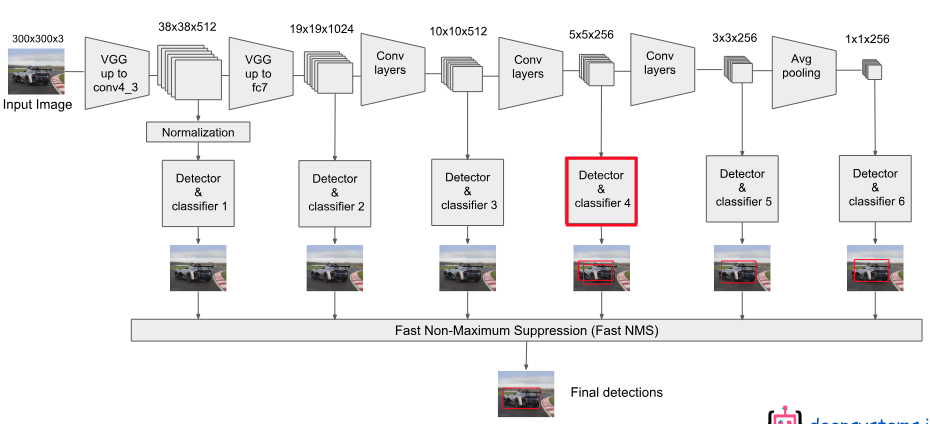 300x300x3
Input Image
VGG
up to
conv4_3
38x38x512
VGG
up to
fc7
19x19x1024
Conv
layers
10x10x512
Conv
layers
5x5x256
Conv
layers
3x3x256
Avg
pooling
1x1x256
Normalization
Detector
&
classifier 1
Detector
&
classifier 2
Detector
&
classifier 3
Detector
&
classifier 4
Detector
&
classifier 5
Detector
&
classifier 6
Fast Non-Maximum Suppression (Fast NMS)
Final detections